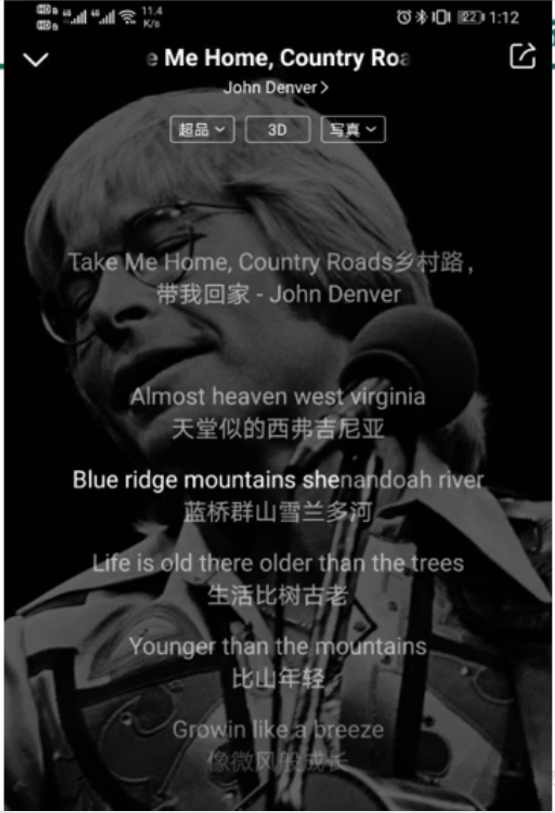 11.4
K/s
22
1:12
e Me Home, Country Roa
John Denver
超品
3D
写真
Take Me Home, Country Roads乡村路，
带我回家 - John Denver
Almost heaven west virginia
天堂似的西弗吉尼亚
Blue ridge mountains shenandoah river
蓝桥群山雪兰多河
Life is old there older than the trees
生活比树古老
Younger than the mountains
比山年轻
Growin like a breeze
像微风般成长